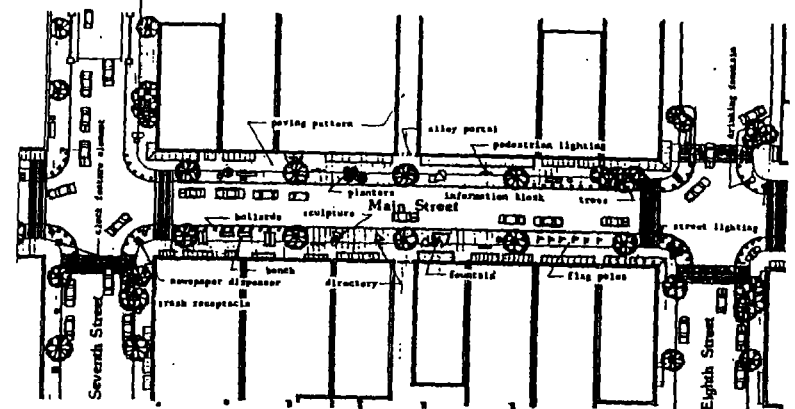 drinking fountain
paving pattern
alley portal
pedestrian lighting
clock feature element
planters
information kiosk
trees
Main Street
bollards
sculpture
street lighting
bench
newspaper dispenser
directory
fountain
flag poles
trash receptacle
Seventh Street
Eighth Street